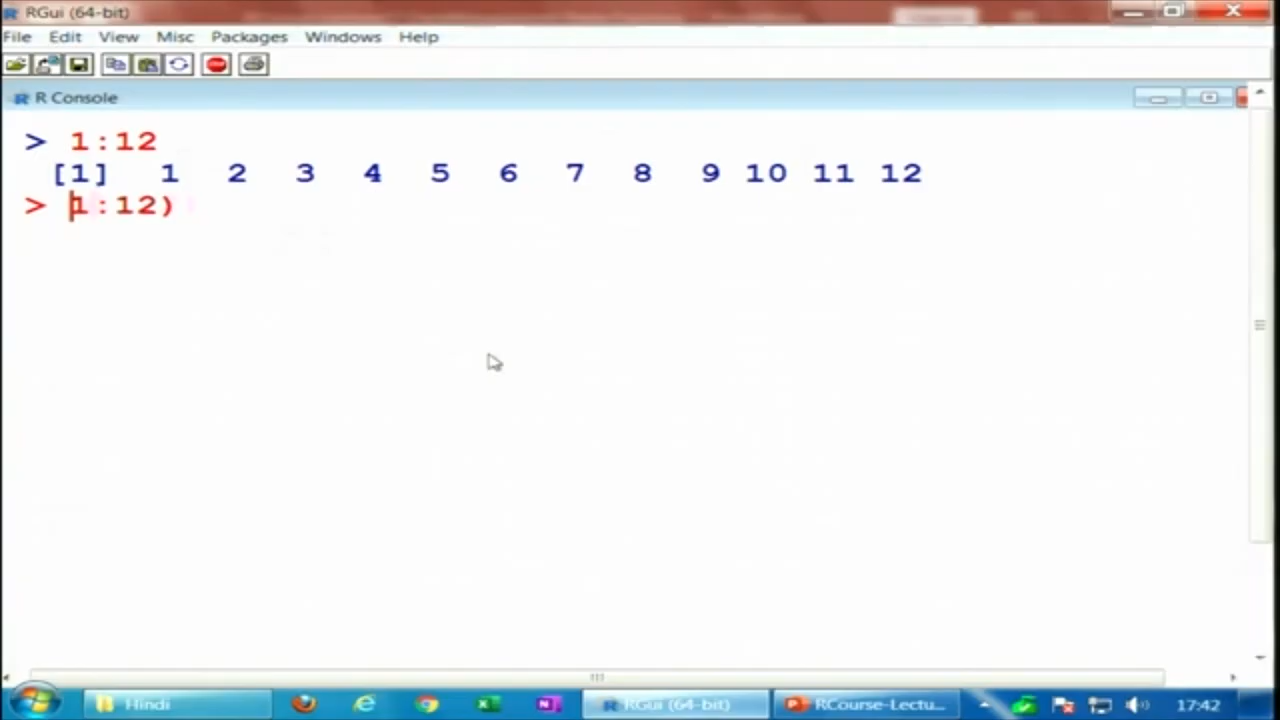 RGui (64-bit)
File Edit View Misc Packages Windows Help
R Console
> 1:12
[1] 1 2 3 4 5 6 7 8 9 10 11 12
> 1:12)
Hindi RGui (64-bit) RCourse-Lectu... 17:42